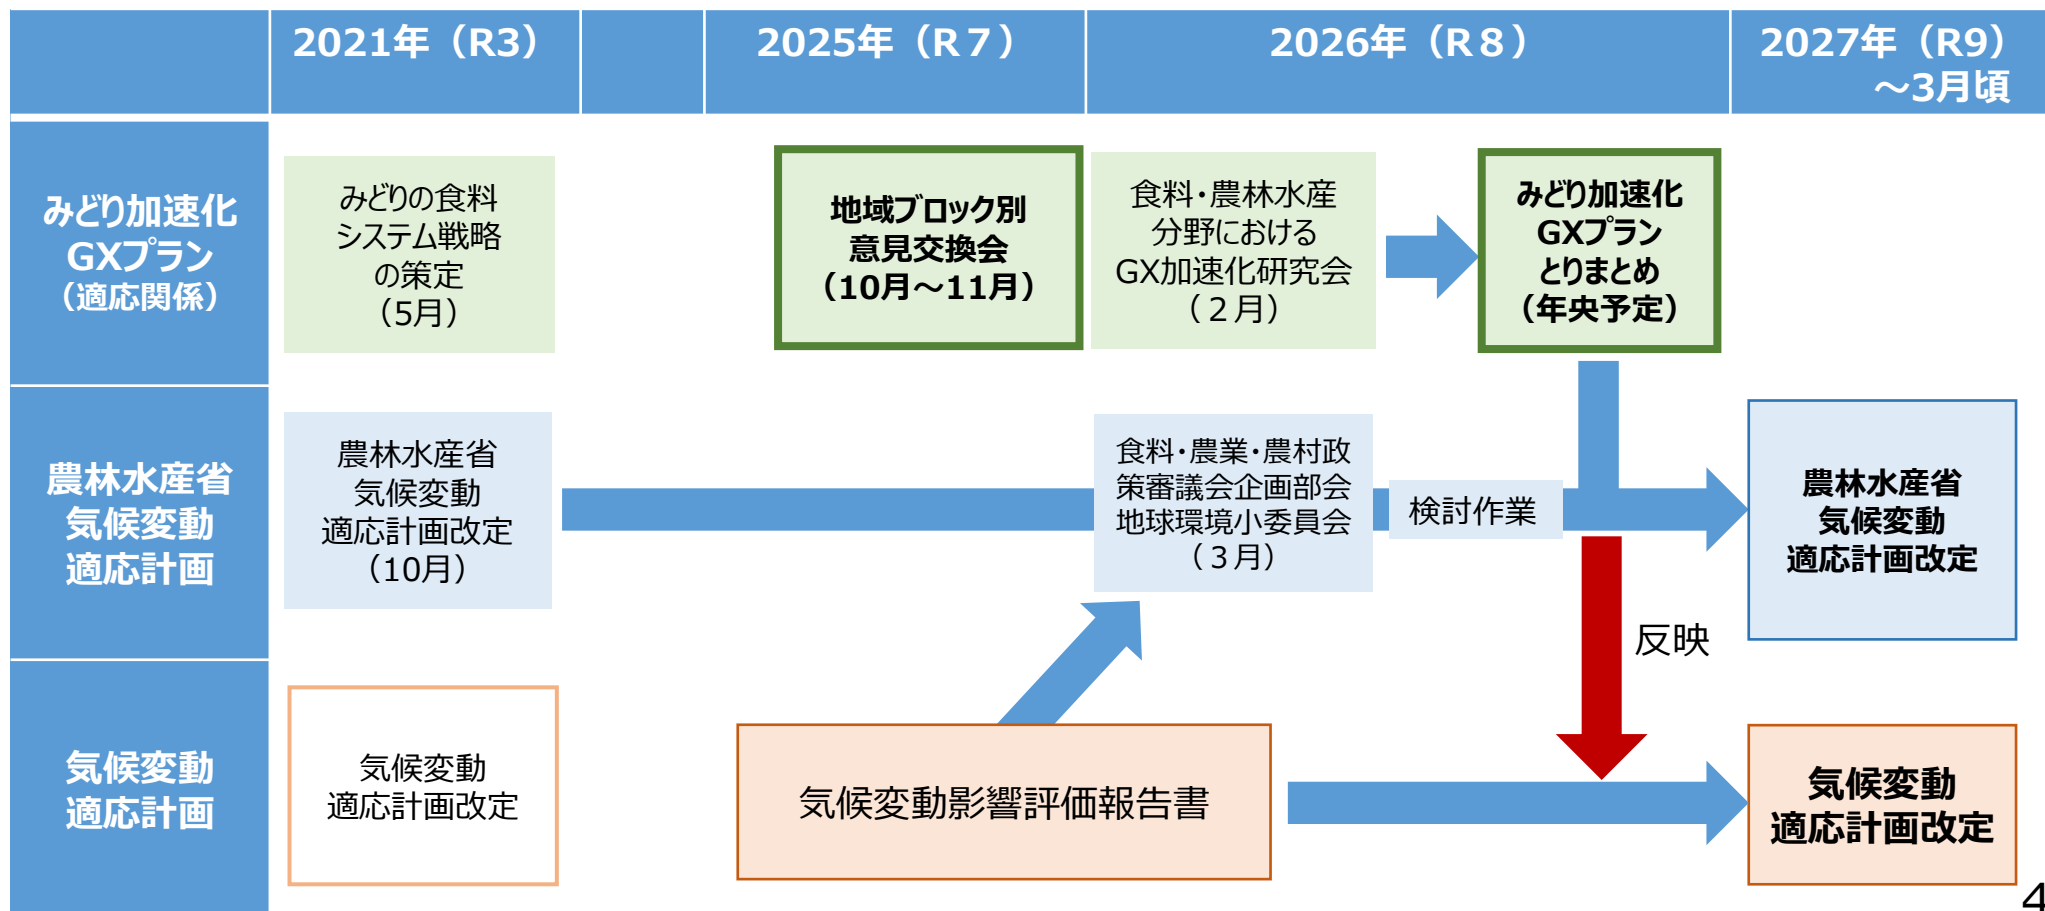 2021年（R3）
2025年（R７）
2026年（R８）
2027年（R9）
～3月頃
みどり加速化
GXプラン
（適応関係）
みどりの食料
システム戦略
の策定
（5月）
地域ブロック別
意見交換会
（10月～11月）
食料・農林水産
分野における
GX加速化研究会
（２月）
みどり加速化
GXプラン
とりまとめ
（年央予定）
農林水産省
気候変動
適応計画
農林水産省
気候変動
適応計画改定
（10月）
食料・農業・農村政
策審議会企画部会
地球環境小委員会
（３月）
検討作業
農林水産省
気候変動
適応計画改定
反映
気候変動
適応計画
気候変動
適応計画改定
気候変動影響評価報告書
気候変動
適応計画改定
4